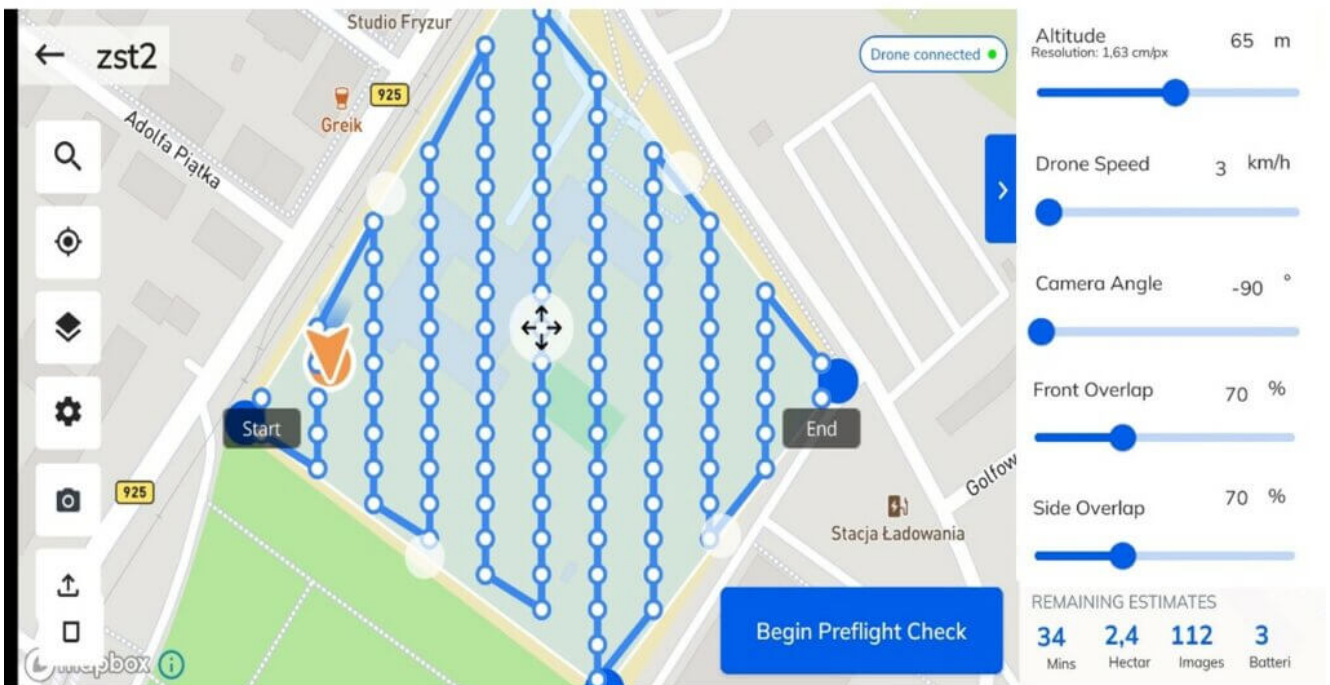 zst2
Studio Fryzur
925
Greik
Adolfa Piątka
Drone connected
Start
End
925
Golfow
Stacja Ładowania
Begin Preflight Check
mapbox
Altitude
65 m
Resolution: 1,63 cm/px
Drone Speed
3 km/h
Camera Angle
-90 °
Front Overlap
70 %
Side Overlap
70 %
REMAINING ESTIMATES
34 2,4 112 3
Mins Hectar Images Batteri